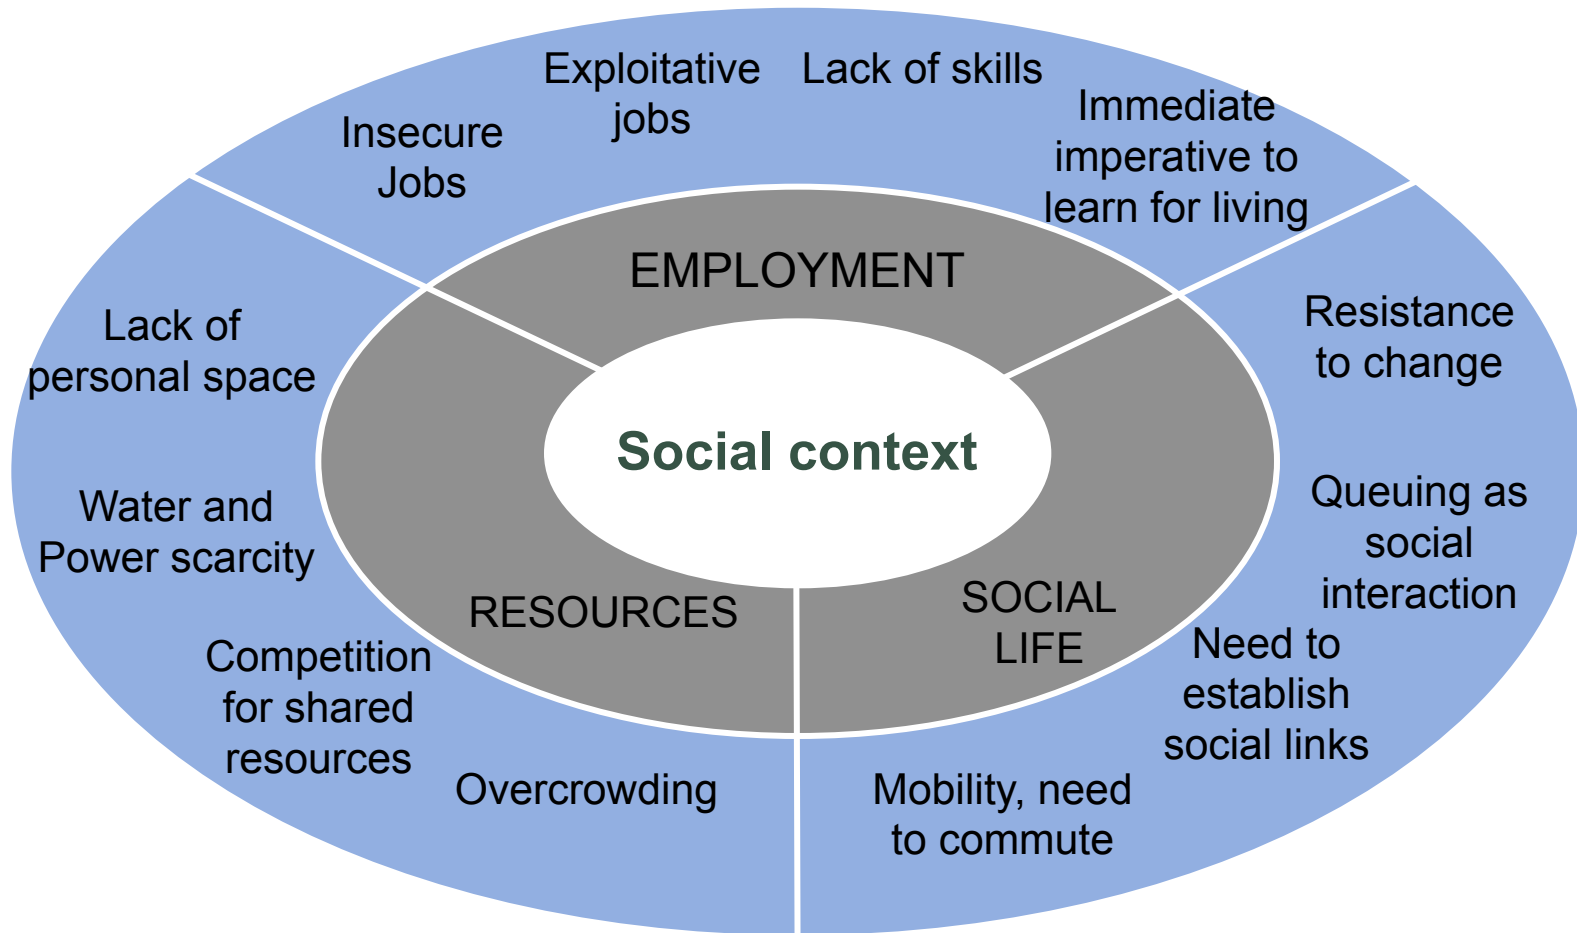 Exploitative
jobs
Lack of skills
Immediate
imperative to
learn for living
Insecure
Jobs
EMPLOYMENT
Lack of
personal space
Resistance
to change
Social context
Water and
Power scarcity
Queuing as
social
interaction
RESOURCES
SOCIAL
LIFE
Competition
for shared
resources
Need to
establish
social links
Overcrowding
Mobility, need
to commute